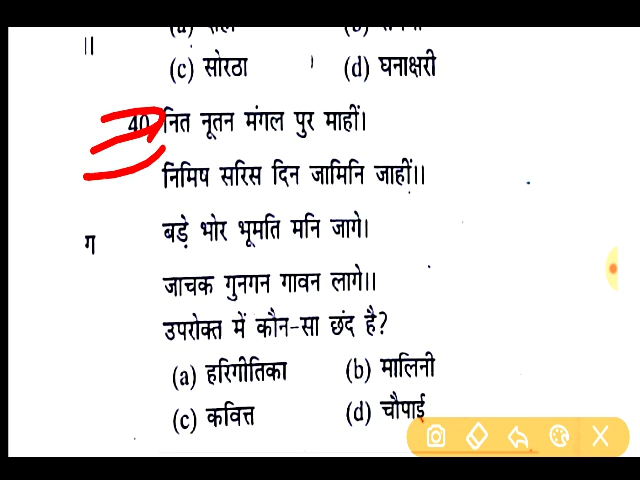 ॥
(c) सोरठा (d) घनाक्षरी
40 नित नूतन मंगल पुर माहीं।
निमिष सरिस दिन जामिनि जाहीं।।
ग
बड़े भोर भूमति मनि जागे।
जाचक गुनगन गावन लागे।।
उपरोक्त में कौन-सा छंद है?
(a) हरिगीतिका (b) मालिनी
(c) कवित्त (d) चौपाई